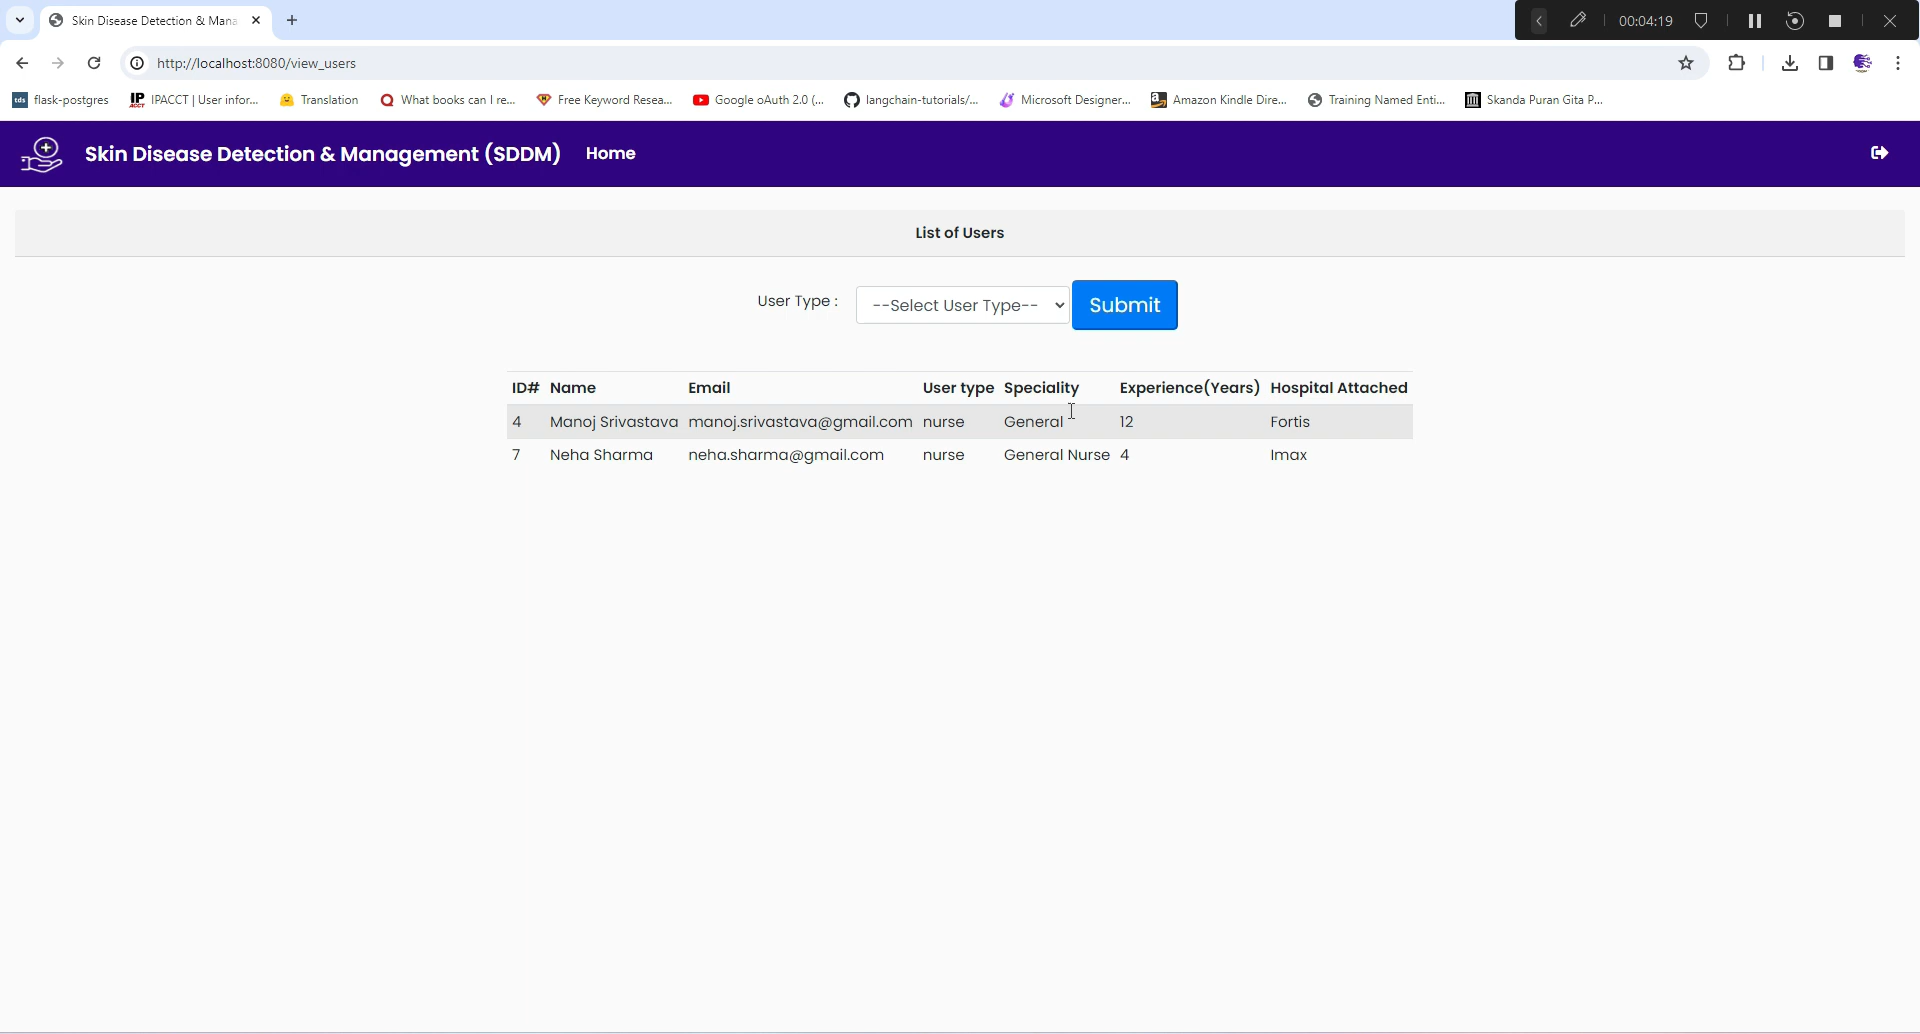 Skin Disease Detection & Mana
00:04:19
http://localhost:8080/view_users
tds flask-postgres IP ACCT IPACCT | User infor... Translation What books can I re... Free Keyword Resea... Google oAuth 2.0 (... langchain-tutorials/... Microsoft Designer... Amazon Kindle Dire... Training Named Enti... Skanda Puran Gita P...
Skin Disease Detection & Management (SDDM) Home
List of Users
User Type : --Select User Type-- Submit
ID# Name Email User type Speciality Experience(Years) Hospital Attached
4 Manoj Srivastava manoj.srivastava@gmail.com nurse General 12 Fortis
7 Neha Sharma neha.sharma@gmail.com nurse General Nurse 4 Imax